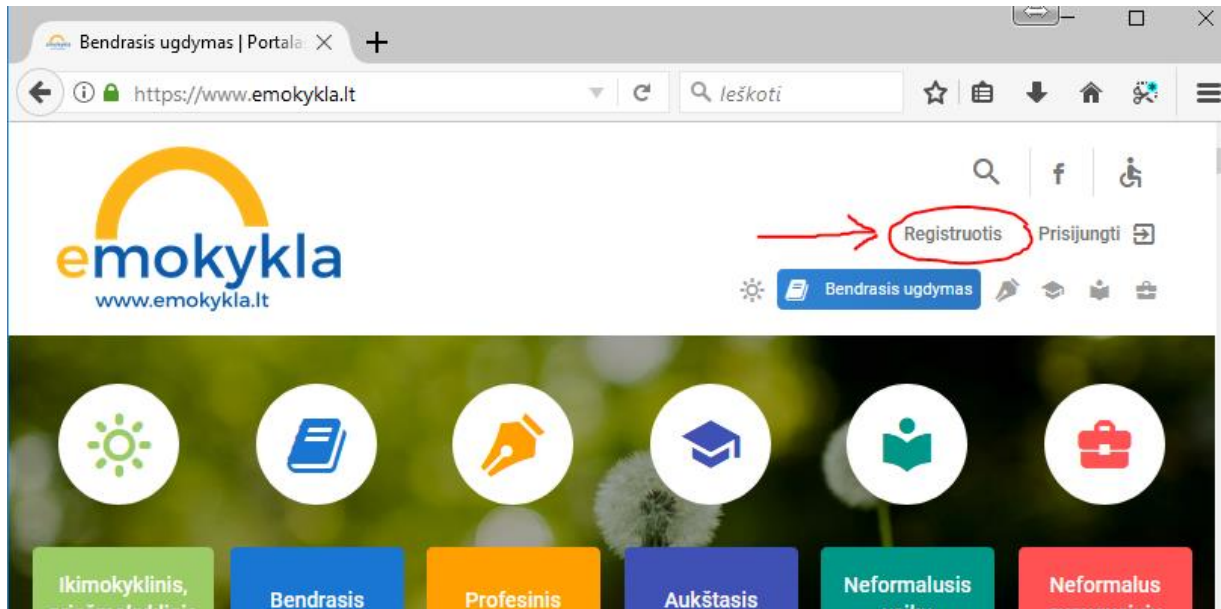 Bendrasis ugdymas | Portala
https://www.emokykla.lt
Ieškoti
f
emokykla
www.emokykla.lt
Registruotis
Prisijungti
Bendrasis ugdymas
Ikimokyklinis,
Bendrasis
Profesinis
Aukštasis
Neformalusis
Neformalus